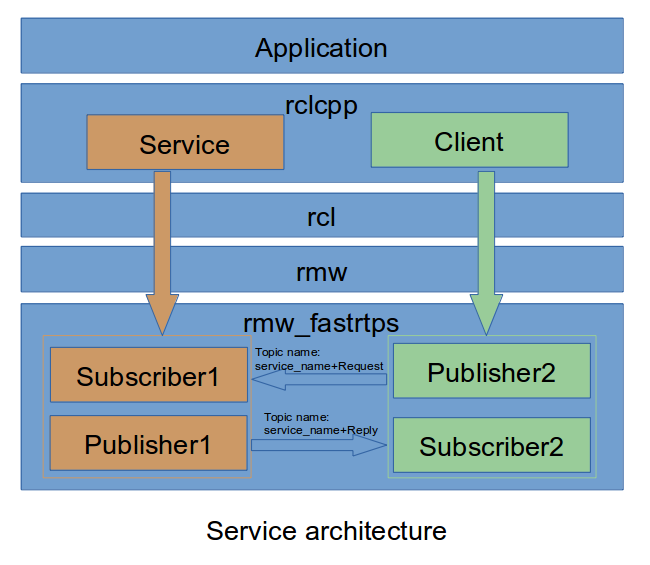 Application
rclcpp
Service
Client
rcl
rmw
rmw_fastrtps
Topic name:
service_name+Request
Subscriber1
Publisher2
Topic name:
service_name+Reply
Publisher1
Subscriber2
Service architecture